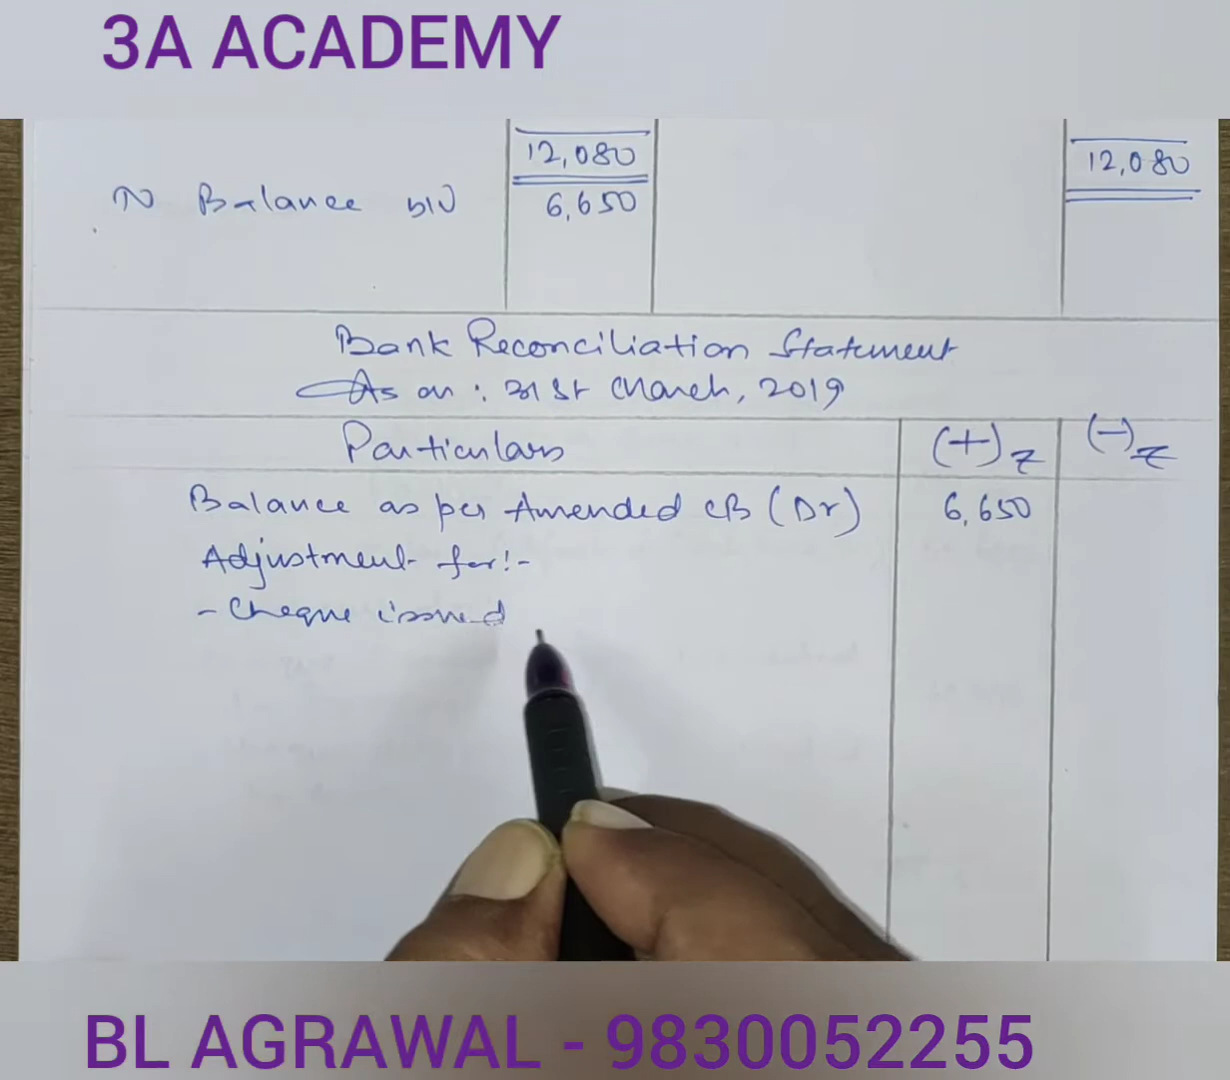 3A ACADEMY
12,080 12,080
To Balance b/d 6,650
Bank Reconciliation Statement
As on : 31st March, 2019
Particulars (+) ₹ (-) ₹
Balance as per Amended CB (Dr) 6,650
Adjustment for:-
- Cheque issued
BL AGRAWAL - 9830052255